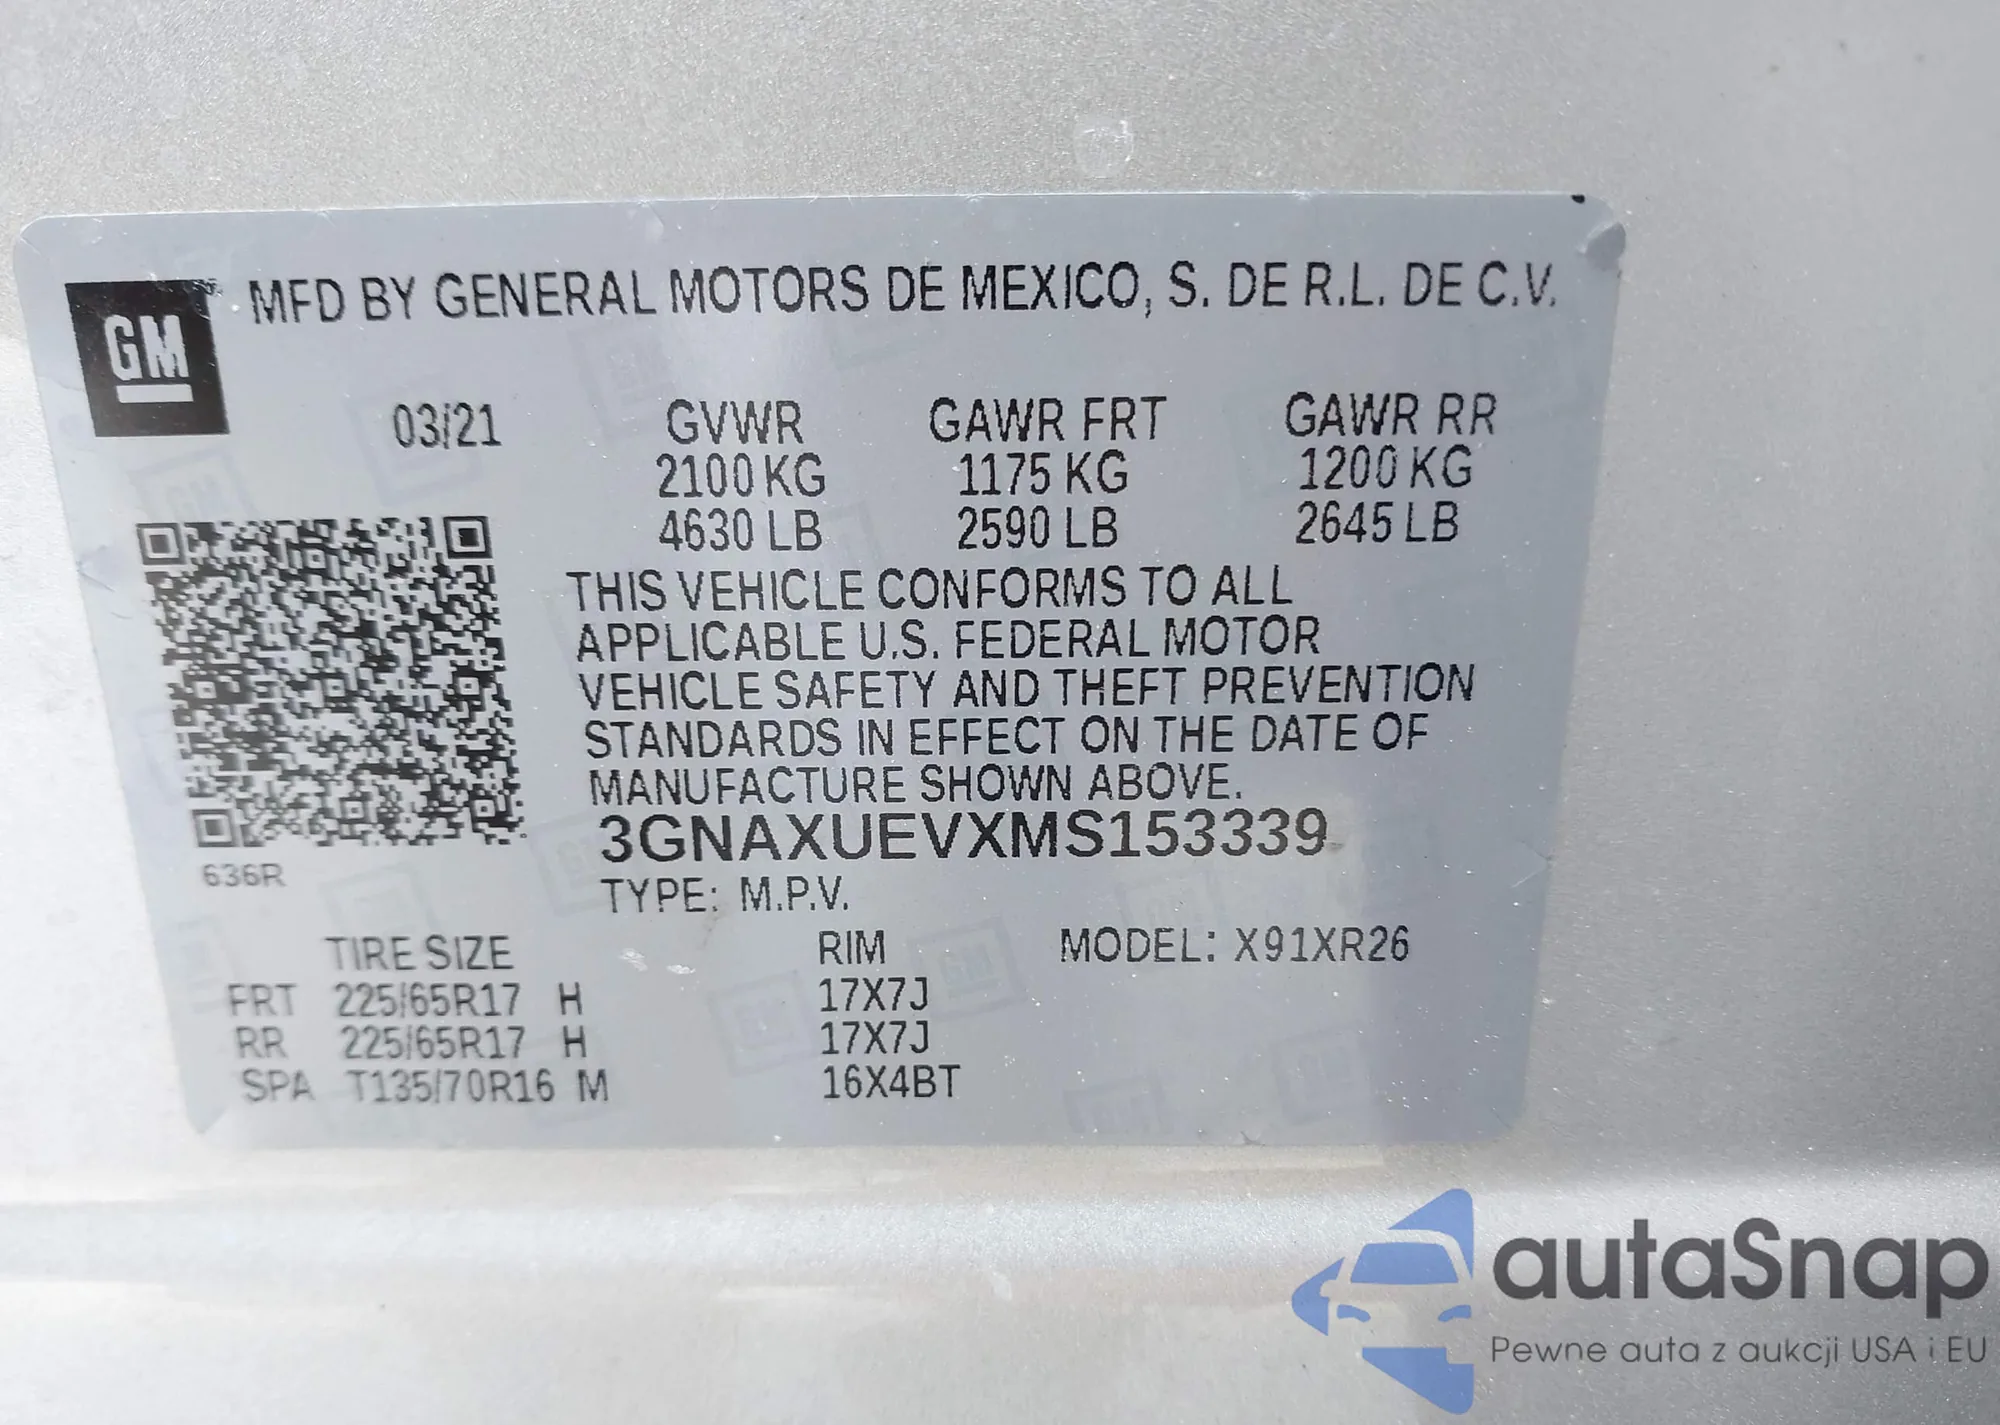 GM
MFD BY GENERAL MOTORS DE MEXICO, S. DE R.L. DE C.V.
03/21
GVWR GAWR FRT GAWR RR
2100 KG 1175 KG 1200 KG
4630 LB 2590 LB 2645 LB
THIS VEHICLE CONFORMS TO ALL
APPLICABLE U.S. FEDERAL MOTOR
VEHICLE SAFETY AND THEFT PREVENTION
STANDARDS IN EFFECT ON THE DATE OF
MANUFACTURE SHOWN ABOVE.
3GNAXUEVXMS153339
636R
TYPE: M.P.V.
TIRE SIZE RIM MODEL: X91XR26
FRT 225/65R17 H 17X7J
RR 225/65R17 H 17X7J
SPA T135/70R16 M 16X4BT
autaSnap
Pewne auta z aukcji USA i EU